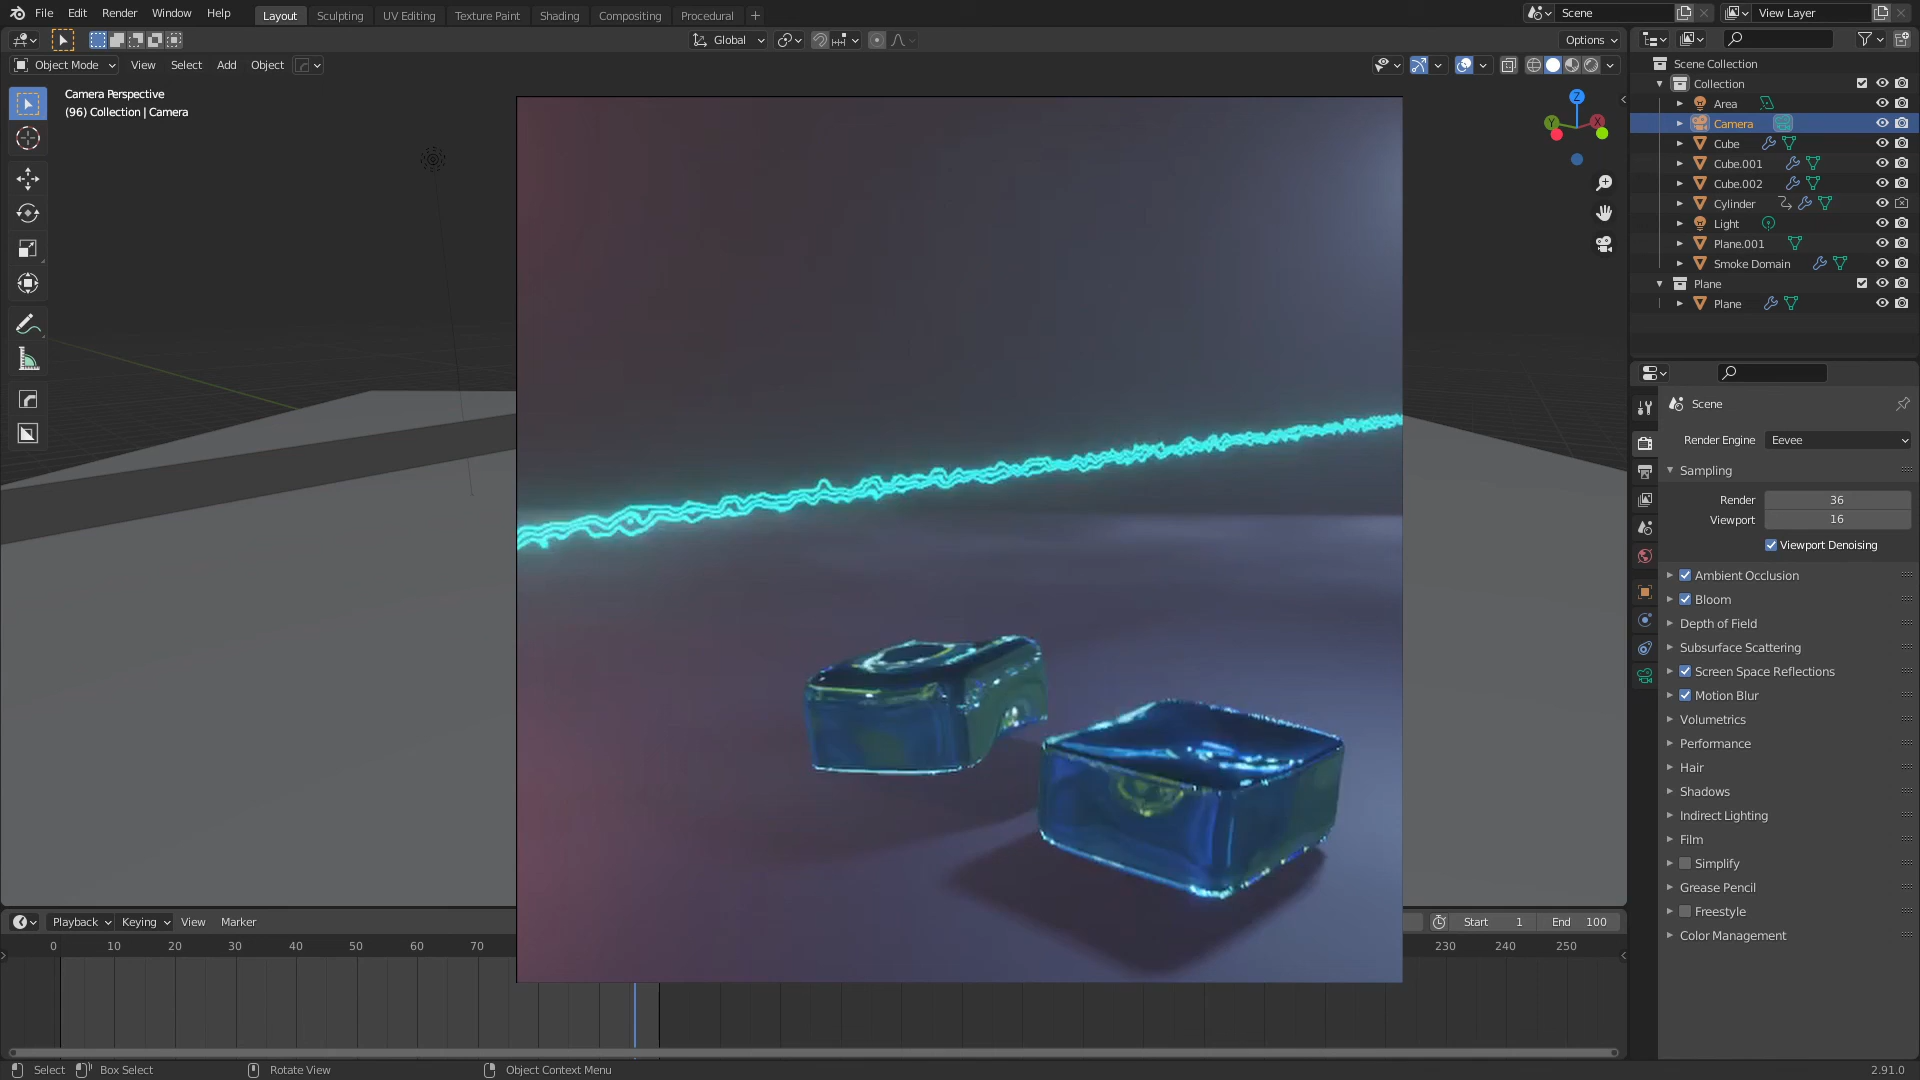 File Edit Render Window Help Layout Sculpting UV Editing Texture Paint Shading Compositing Procedural + Scene View Layer
Global Options
Object Mode View Select Add Object
Camera Perspective
(96) Collection | Camera
Z
Y X
Scene Collection
Collection
Area
Camera
Cube
Cube.001
Cube.002
Cylinder
Light
Plane.001
Smoke Domain
Plane
Plane
Scene
Render Engine Eevee
Sampling
Render 36
Viewport 16
Viewport Denoising
Ambient Occlusion
Bloom
Depth of Field
Subsurface Scattering
Screen Space Reflections
Motion Blur
Volumetrics
Performance
Hair
Shadows
Indirect Lighting
Film
Simplify
Grease Pencil
Freestyle
Color Management
Playback Keying View Marker Start 1 End 100
0 10 20 30 40 50 60 70 230 240 250
Select Box Select Rotate View Object Context Menu 2.91.0